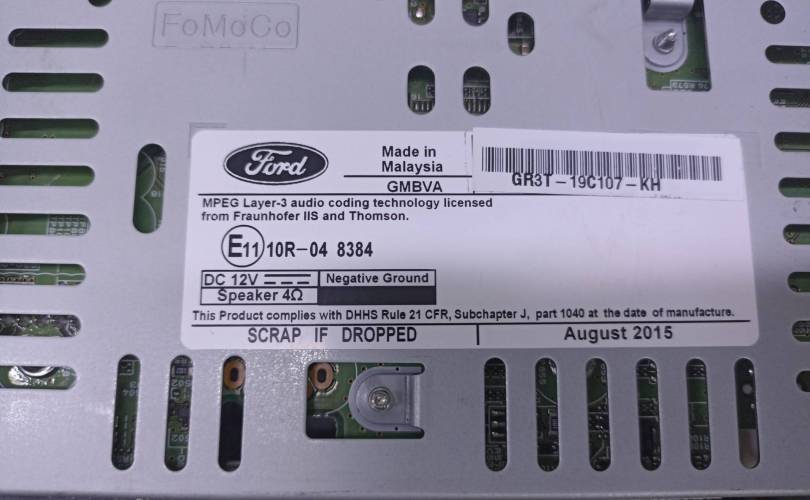 FoMoCo
Ford
Made in
Malaysia
GMBVA
GR3T-19C107-KH
MPEG Layer-3 audio coding technology licensed
from Fraunhofer IIS and Thomson.
E11 10R-04 8384
DC 12V
Negative Ground
Speaker 4Ω
This Product complies with DHHS Rule 21 CFR, Subchapter J, part 1040 at the date of manufacture.
SCRAP IF DROPPED
August 2015